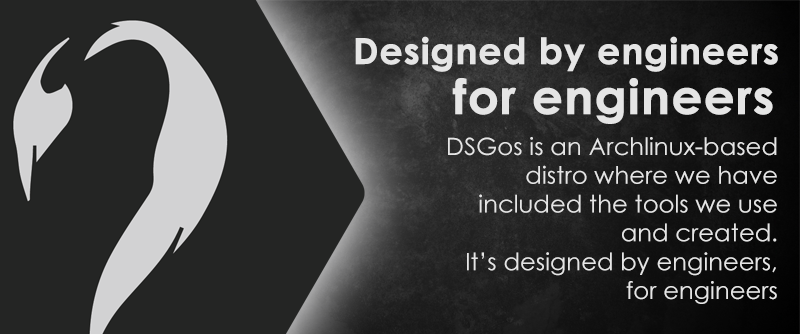 Designed by engineers
for engineers
DSGos is an Archlinux-based
distro where we have
included the tools we use
and created.
It's designed by engineers,
for engineers